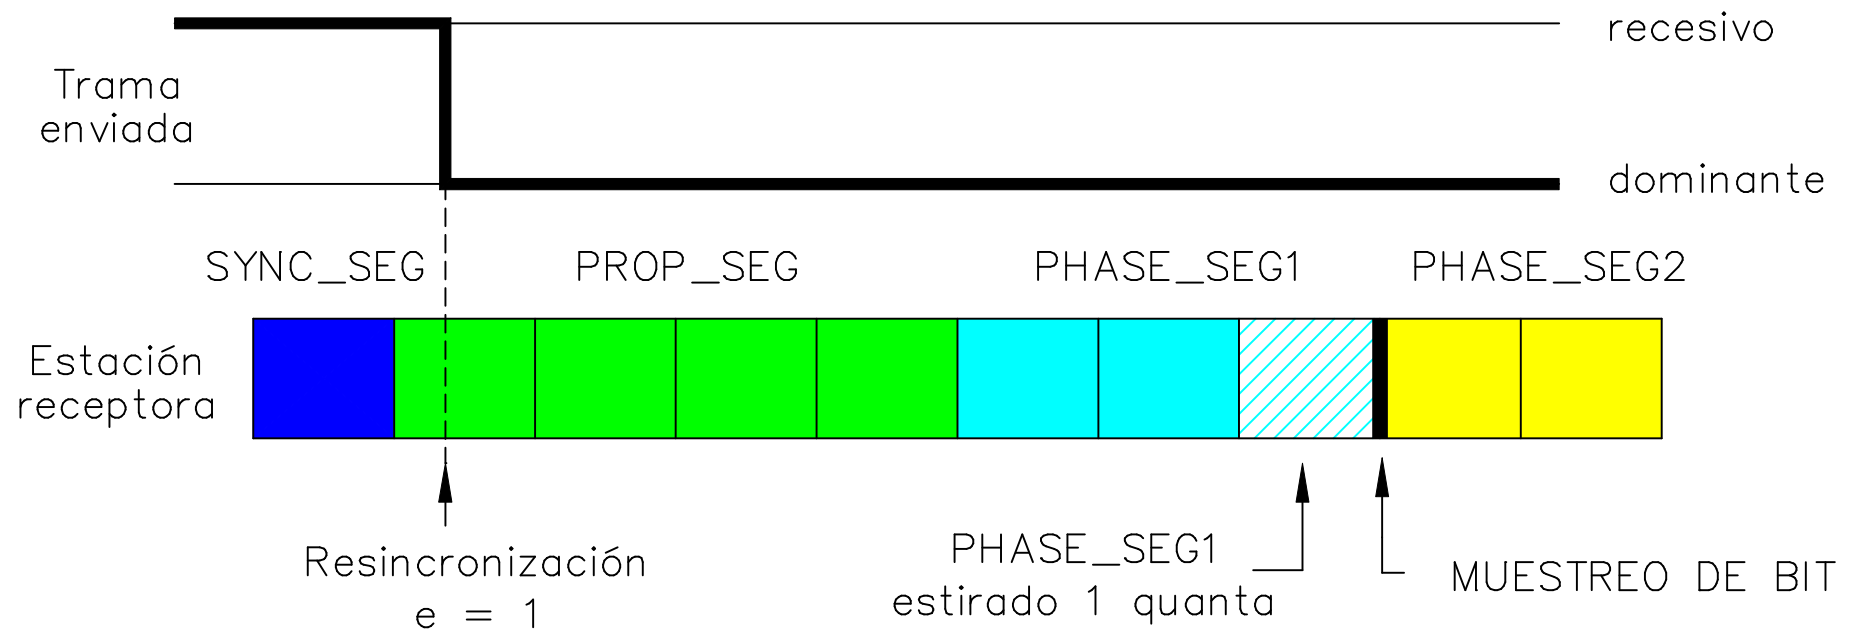 recesivo
Trama
enviada
dominante
SYNC_SEG
PROP_SEG
PHASE_SEG1
PHASE_SEG2
Estación
receptora
Resincronización
e = 1
PHASE_SEG1
estirado 1 quanta
MUESTREO DE BIT